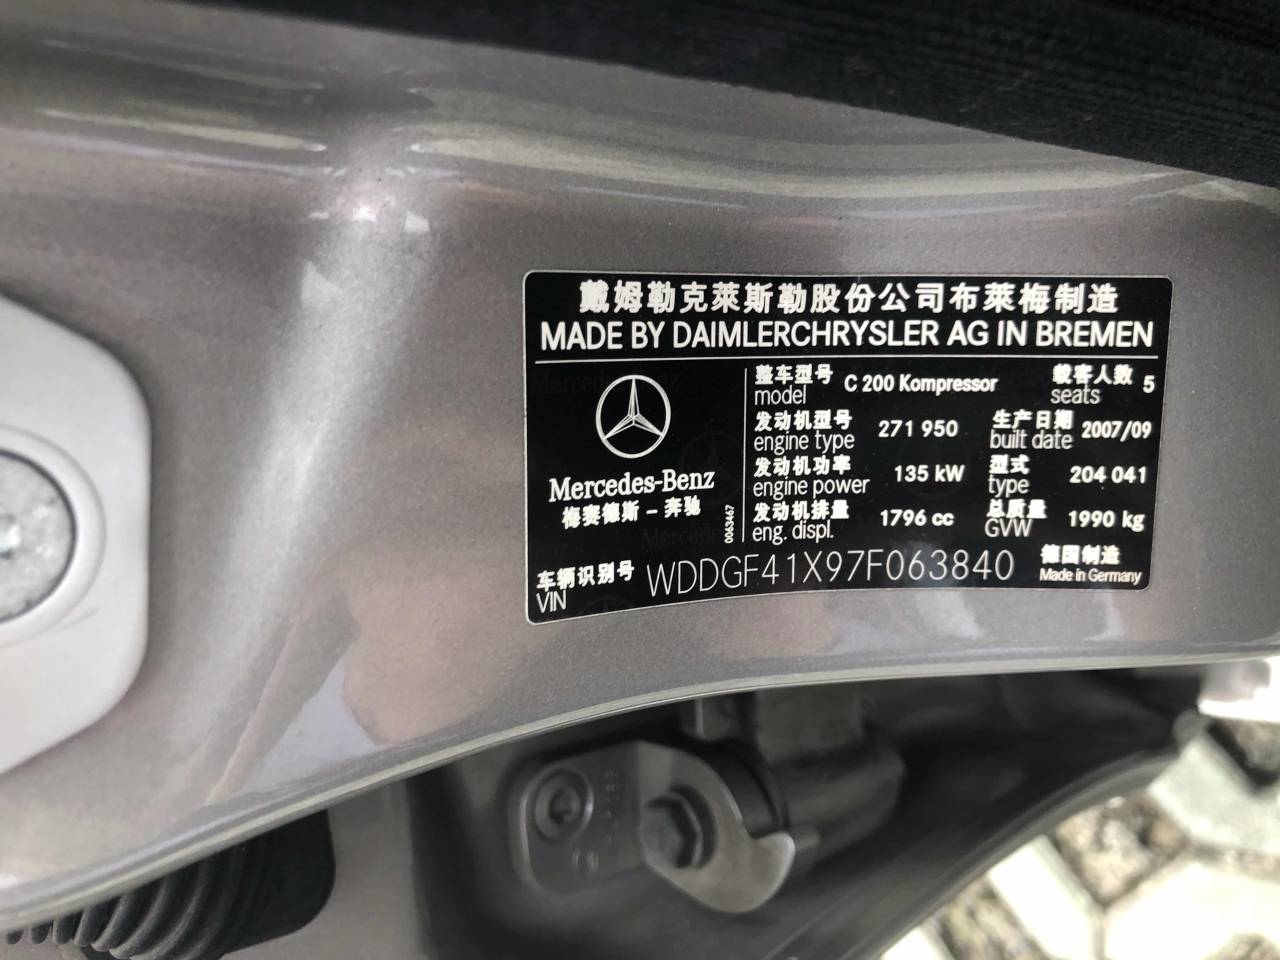 戴姆勒克萊斯勒股份公司布萊梅制造
MADE BY DAIMLERCHRYSLER AG IN BREMEN
Mercedes-Benz
梅赛德斯 - 奔驰
0063467
整车型号 C 200 Kompressor 载客人数 5
model seats
发动机型号 271 950 生产日期 2007/09
engine type built date
发动机功率 135 kW 型式 204 041
engine power type
发动机排量 1796 cc 总质量 1990 kg
eng. displ. GVW
车辆识别号 WDDGF41X97F063840 德国制造
VIN Made in Germany